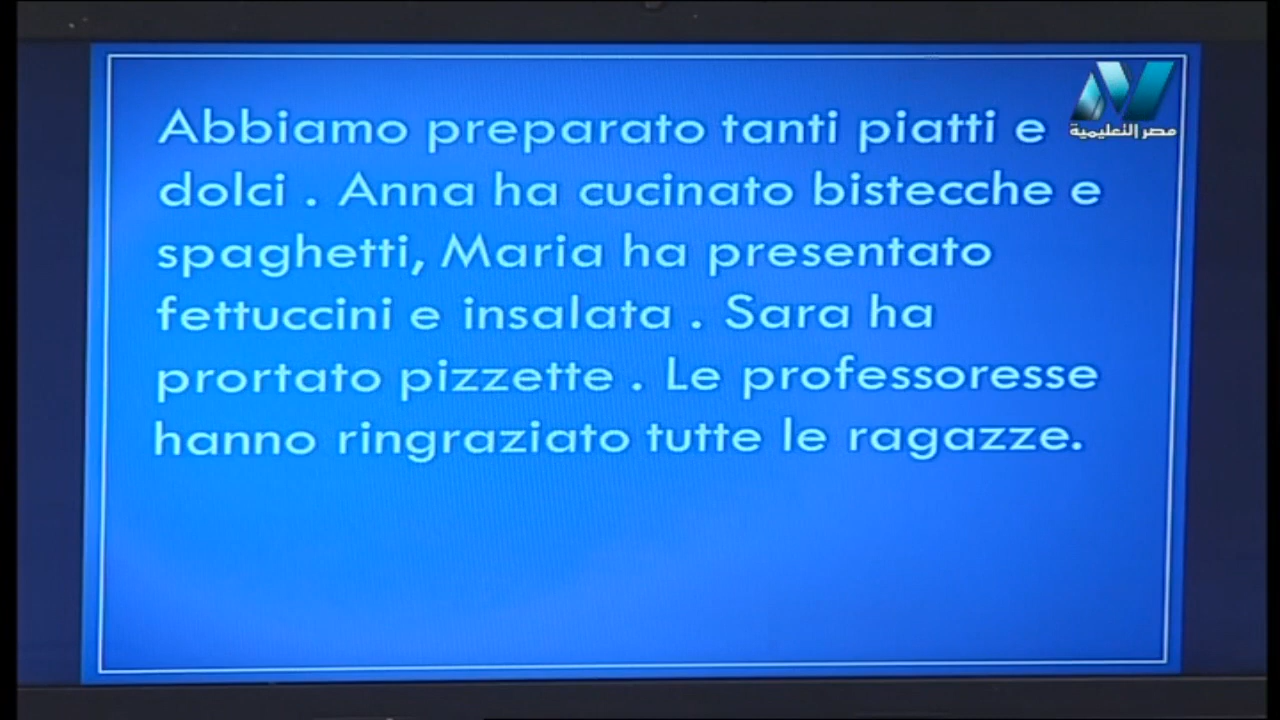 مصر التعليمية
Abbiamo preparato tanti piatti e
dolci . Anna ha cucinato bistecche e
spaghetti, Maria ha presentato
fettuccini e insalata . Sara ha
prortato pizzette . Le professoresse
hanno ringraziato tutte le ragazze.